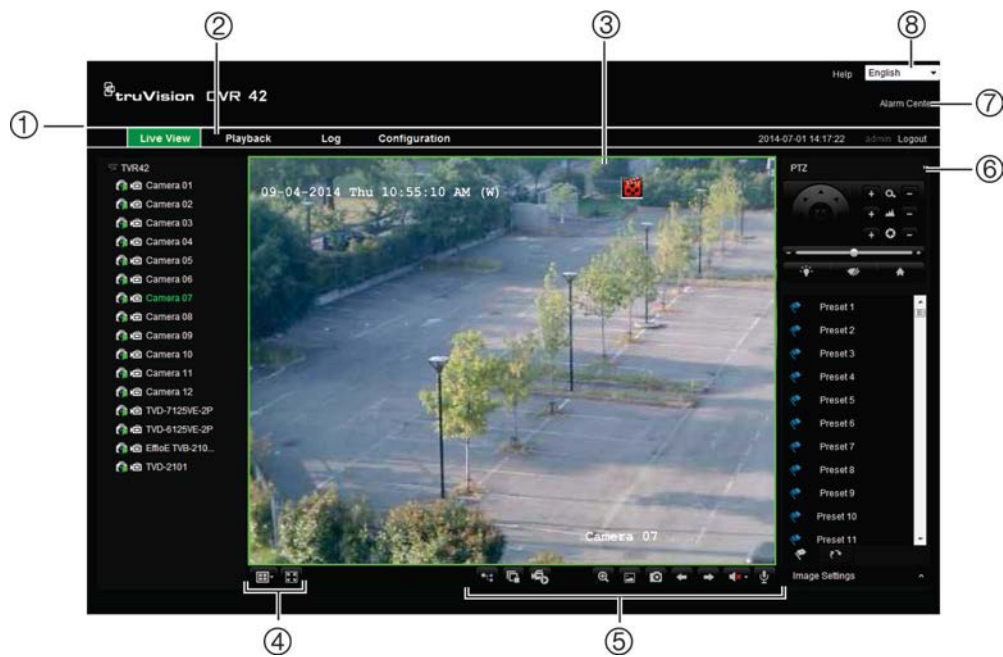 ②
③
⑧
Help English
truVision DVR 42
Alarm Cente
⑦
①
Live View Playback Log Configuration 2014-07-01 14:17:22 admin Logout
TVR42
Camera 01
Camera 02
Camera 03
Camera 04
Camera 05
Camera 06
Camera 07
Camera 08
Camera 09
Camera 10
Camera 11
Camera 12
TVD-7125VE-2P
TVD-6125VE-2P
EffioE TVB-210...
TVD-2101
09-04-2014 Thu 10:55:10 AM (W)
Camera 07
PTZ
⑥
Preset 1
Preset 2
Preset 3
Preset 4
Preset 5
Preset 6
Preset 7
Preset 8
Preset 9
Preset 10
Preset 11
Image Settings
④
⑤